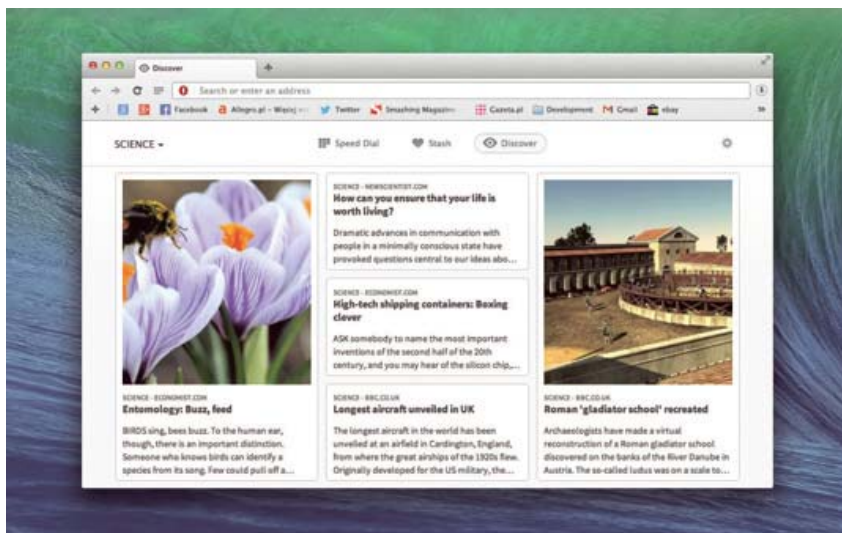 Discover
Search or enter an address
Facebook
Allegro.pl – Więcej
Twitter
Smashing Magazine
Gazeta.pl
Development
Gmail
ebay
SCIENCE
Speed Dial
Stash
Discover
SCIENCE - ECONOMIST.COM
Entomology: Buzz, feed
BIRDS sing, bees buzz. To the human ear,
though, there is an important distinction.
Someone who knows birds can identify a
species from its song. Few could pull off a...
SCIENCE - NEWSCIENTIST.COM
How can you ensure that your life is
worth living?
Dramatic advances in communication with
people in a minimally conscious state have
provoked questions central to our ideas abo...
SCIENCE - ECONOMIST.COM
High-tech shipping containers: Boxing
clever
ASK somebody to name the most important
inventions of the second half of the 20th
century, and you may hear of the silicon chip,...
SCIENCE - BBC.CO.UK
Longest aircraft unveiled in UK
The longest aircraft in the world has been
unveiled at an airfield in Cardington, England,
from where the great airships of the 1920s flew.
Originally developed for the US military, the...
SCIENCE - BBC.CO.UK
Roman 'gladiator school' recreated
Archaeologists have made a virtual
reconstruction of a Roman gladiator school
discovered on the banks of the River Danube in
Austria. The so-called ludus was on a scale to...